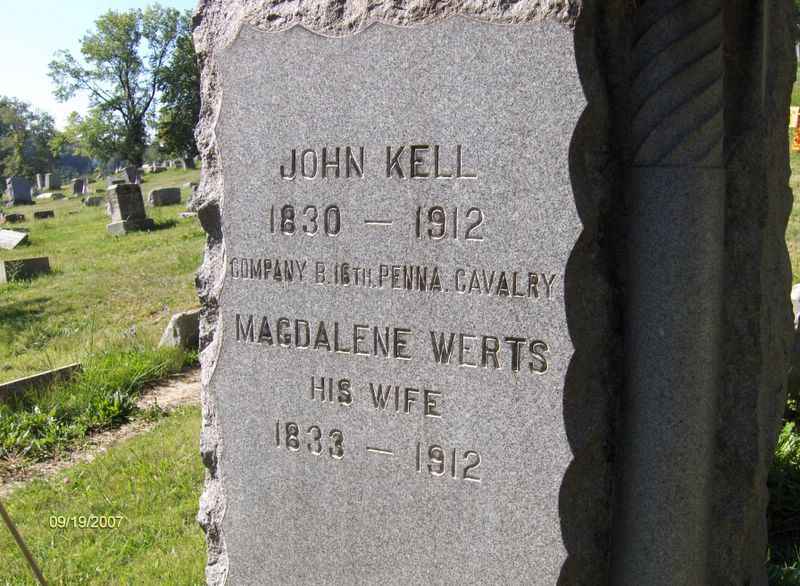 JOHN KELL
1830 — 1912
COMPANY B. 16TH. PENNA. CAVALRY
MAGDALENE WERTS
HIS WIFE
1833 — 1912
09/19/2007